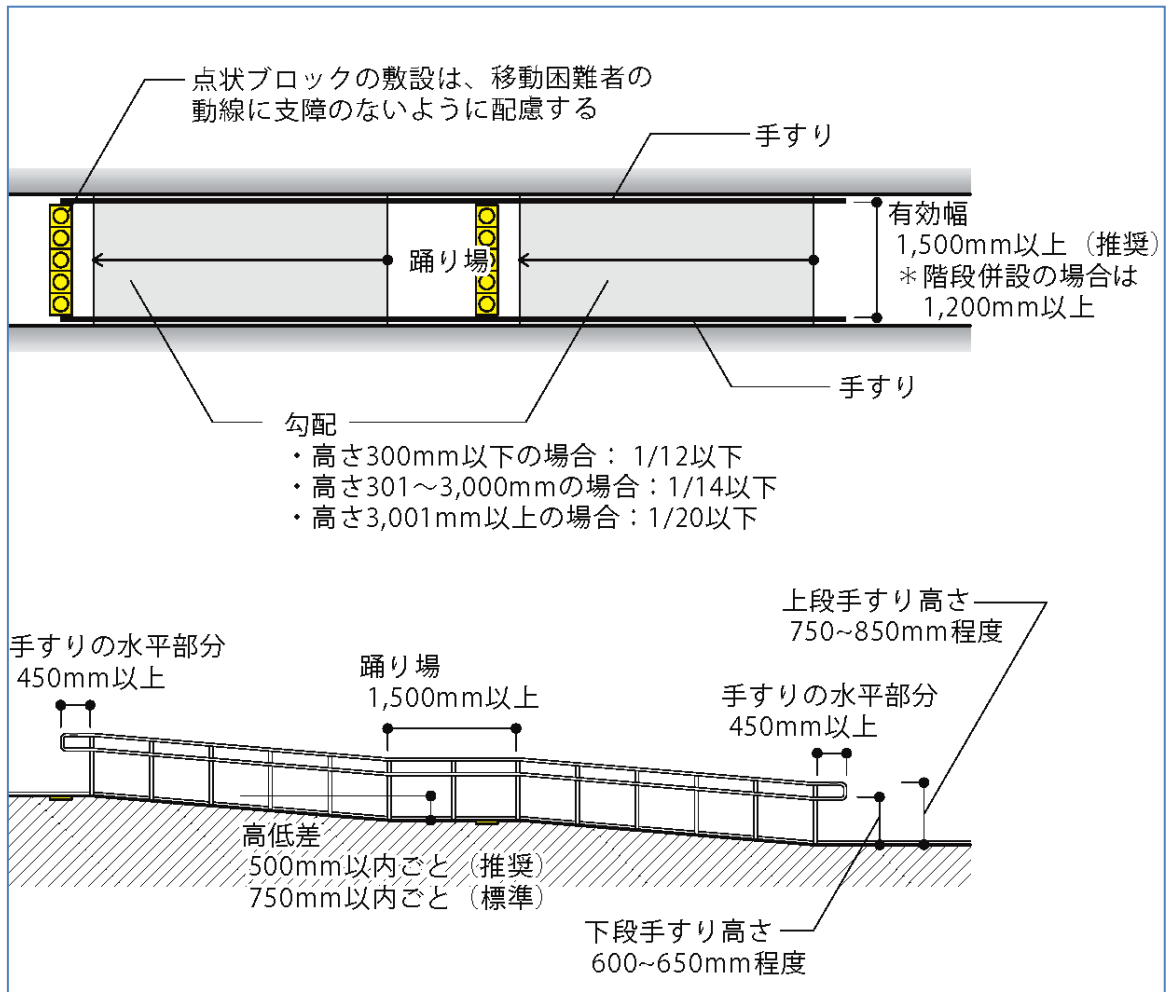 点状ブロックの敷設は、移動困難者の
動線に支障のないように配慮する
手すり
有効幅
1,500mm以上（推奨）
＊階段併設の場合は
1,200mm以上
踊り場
手すり
勾配
・高さ300mm以下の場合： 1/12以下
・高さ301～3,000mmの場合：1/14以下
・高さ3,001mm以上の場合：1/20以下
上段手すり高さ
750~850mm程度
手すりの水平部分
450mm以上
踊り場
1,500mm以上
手すりの水平部分
450mm以上
高低差
500mm以内ごと（推奨）
750mm以内ごと（標準）
下段手すり高さ
600~650mm程度